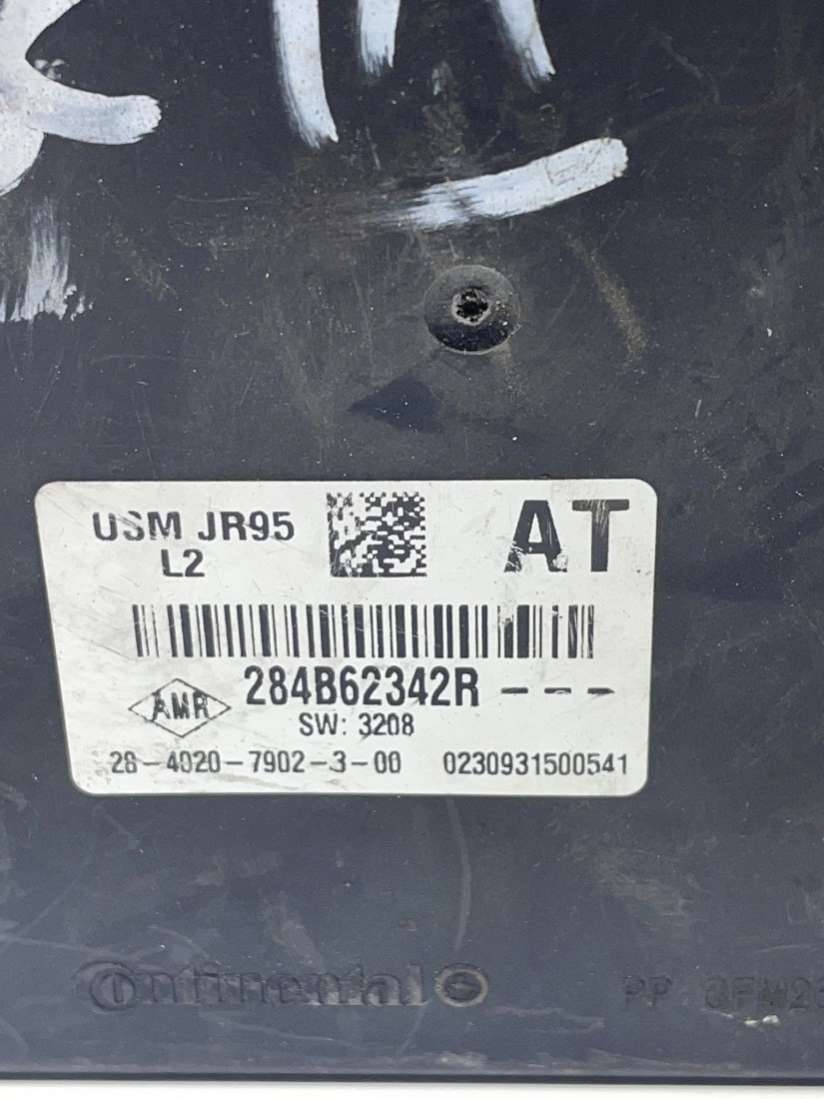 USM JR95
L2
AT
AMR
284B62342R ---
SW: 3208
28-4020-7902-3-00 0230931500541
Continental
PP